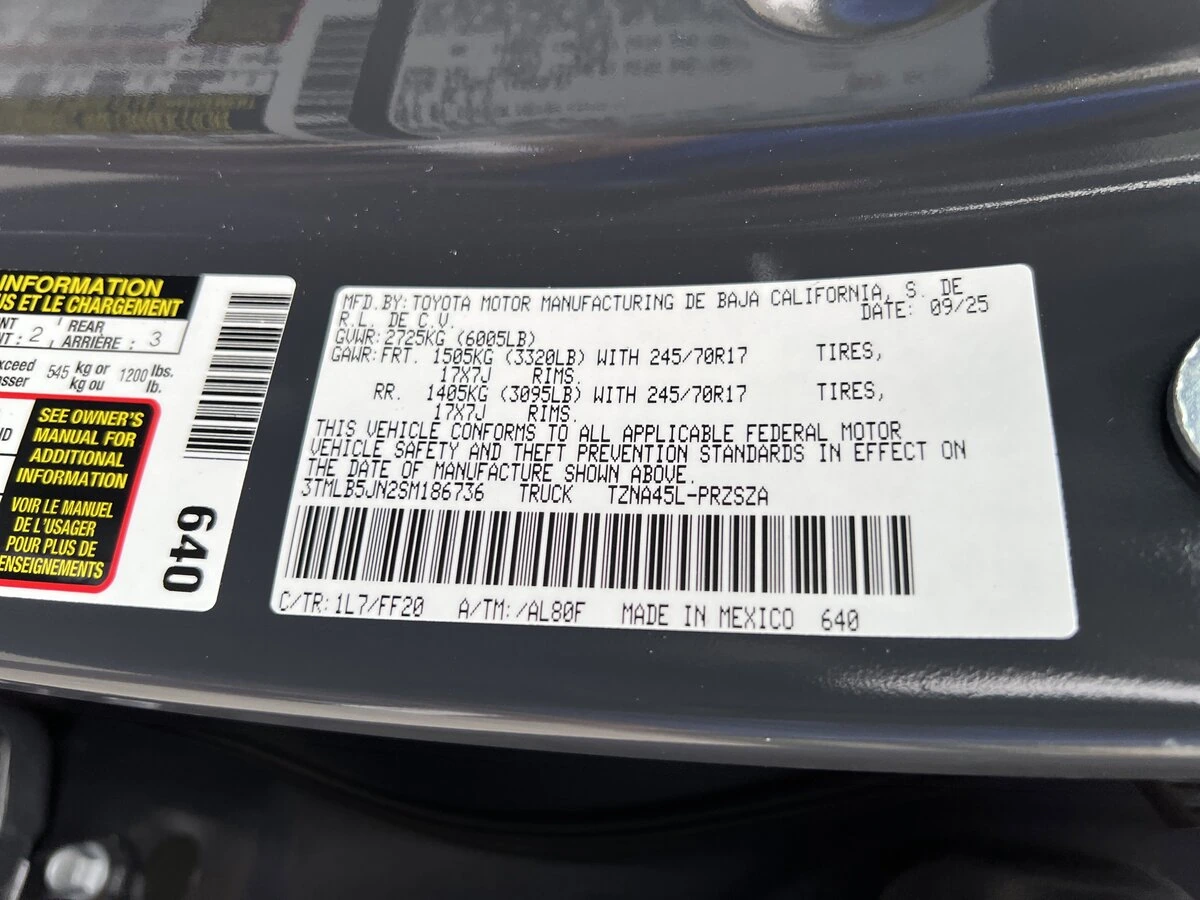 INFORMATION
US ET LE CHARGEMENT
NT
NT : 2
REAR
ARRIÈRE : 3
xceed
asser
545 kg or
kg ou
1200 lbs.
lb.
SEE OWNER'S
MANUAL FOR
ADDITIONAL
INFORMATION
VOIR LE MANUEL
DE L'USAGER
POUR PLUS DE
ENSEIGNEMENTS
640
MFD.BY:TOYOTA MOTOR MANUFACTURING DE BAJA CALIFORNIA, S. DE
R.L. DE C.V. DATE: 09/25
GVWR:2725KG (6005LB)
GAWR:FRT. 1505KG (3320LB) WITH 245/70R17 TIRES,
17X7J RIMS.
RR. 1405KG (3095LB) WITH 245/70R17 TIRES,
17X7J RIMS.
THIS VEHICLE CONFORMS TO ALL APPLICABLE FEDERAL MOTOR
VEHICLE SAFETY AND THEFT PREVENTION STANDARDS IN EFFECT ON
THE DATE OF MANUFACTURE SHOWN ABOVE.
3TMLB5JN2SM186736 TRUCK TZNA45L-PRZSZA
C/TR:1L7/FF20 A/TM:/AL80F MADE IN MEXICO 640